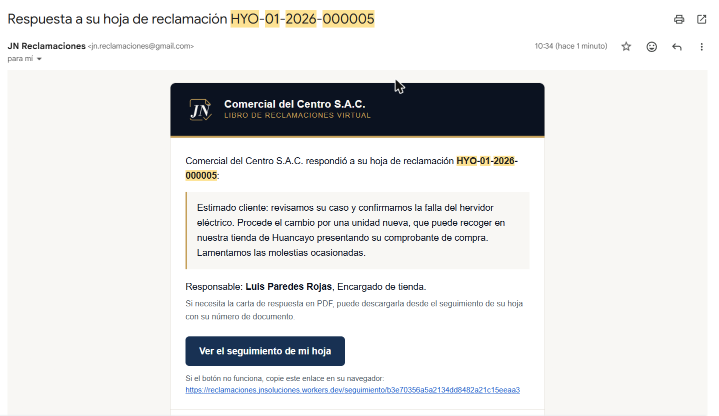 Respuesta a su hoja de reclamación HYO-01-2026-000005
JN Reclamaciones <jn.reclamaciones@gmail.com>
10:34 (hace 1 minuto)
para mí
JN
Comercial del Centro S.A.C.
LIBRO DE RECLAMACIONES VIRTUAL
Comercial del Centro S.A.C. respondió a su hoja de reclamación HYO-01-2026-
000005:
Estimado cliente: revisamos su caso y confirmamos la falla del hervidor
eléctrico. Procede el cambio por una unidad nueva, que puede recoger en
nuestra tienda de Huancayo presentando su comprobante de compra.
Lamentamos las molestias ocasionadas.
Responsable: Luis Paredes Rojas, Encargado de tienda.
Si necesita la carta de respuesta en PDF, puede descargarla desde el seguimiento de su hoja
con su número de documento.
Ver el seguimiento de mi hoja
Si el botón no funciona, copie este enlace en su navegador:
https://reclamaciones.jnsoluciones.workers.dev/seguimiento/b3e70356a5a2134dd8482a21c15eeaa3